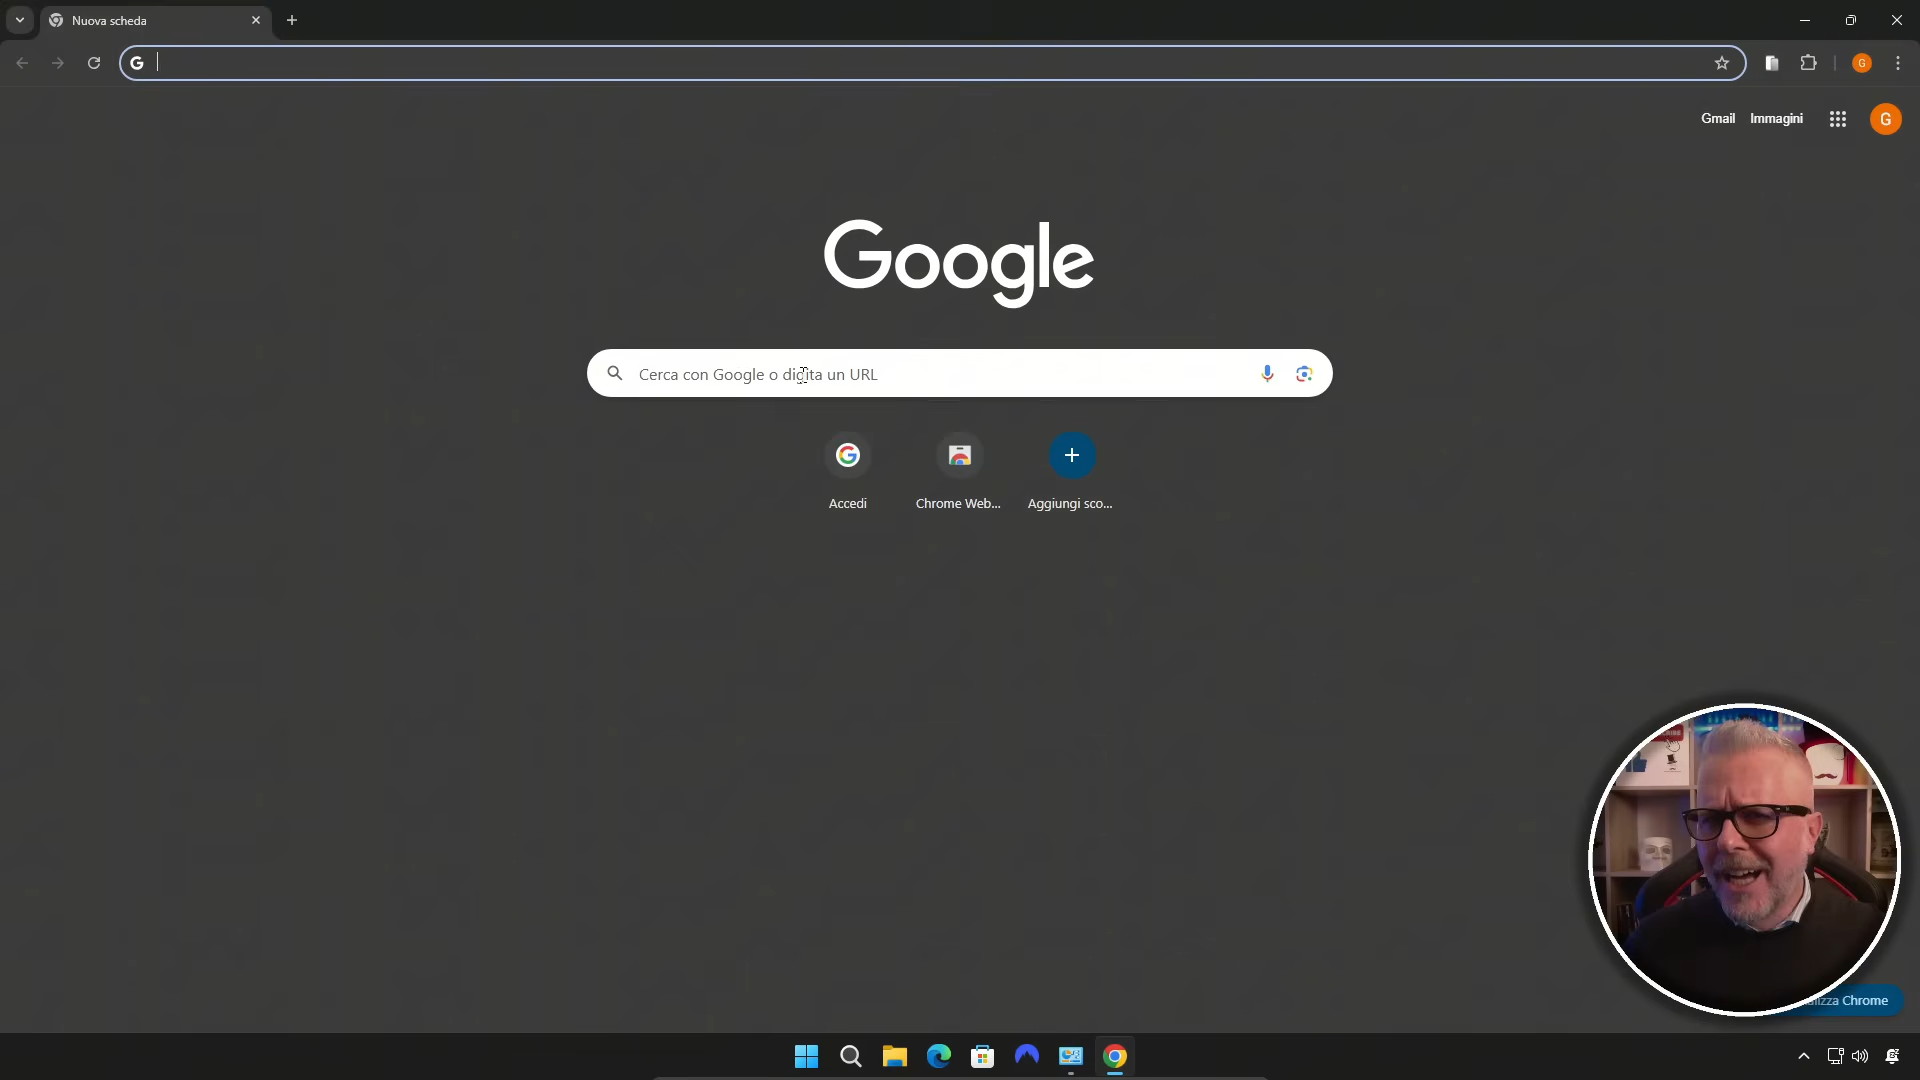 Nuova scheda
G
Gmail
Immagini
G
Google
Cerca con Google o digita un URL
Accedi
Chrome Web...
Aggiungi sco...
Chrome